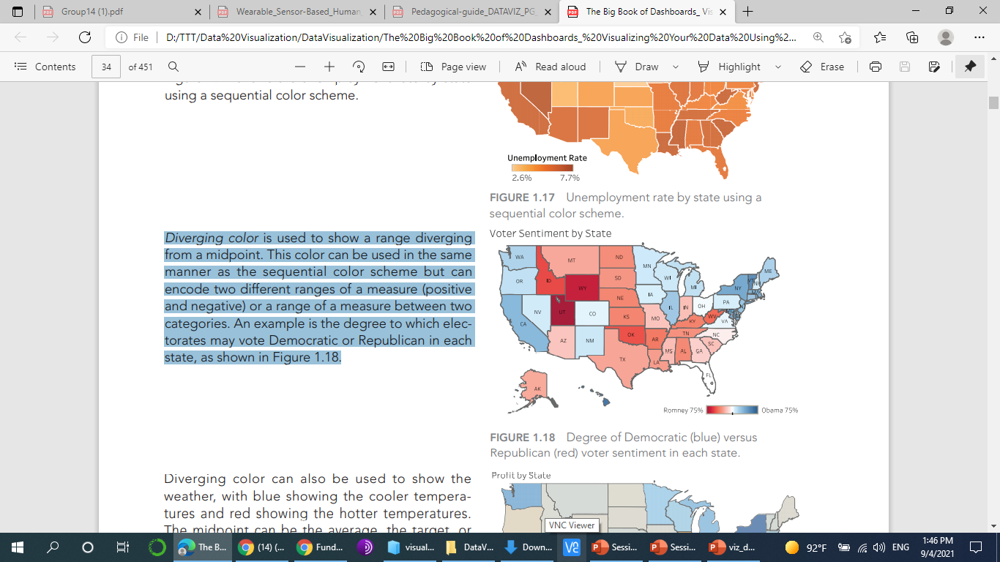 Group14 (1).pdf
Wearable_Sensor-Based_Human_
Pedagogical-guide_DATAVIZ_PG_
The Big Book of Dashboards_ Vis
File
D:/TTT/Data%20Visualization/DataVisualization/The%20Big%20Book%20of%20Dashboards_%20Visualizing%20Your%20Data%20Using%2...
Contents
34
of 451
Page view
Read aloud
Draw
Highlight
Erase
using a sequential color scheme.
Unemployment Rate
2.6% 7.7%
FIGURE 1.17 Unemployment rate by state using a
sequential color scheme.
Diverging color is used to show a range diverging
from a midpoint. This color can be used in the same
manner as the sequential color scheme but can
encode two different ranges of a measure (positive
and negative) or a range of a measure between two
categories. An example is the degree to which elec-
torates may vote Democratic or Republican in each
state, as shown in Figure 1.18.
Voter Sentiment by State
WA
MT
ND
MN
ME
OR
ID
SD
WI
MI
VT
NH
NY
WY
NE
IA
PA
NV
UT
CO
KS
MO
IL
IN
OH
WV
VA
CA
KY
AZ
NM
OK
AR
TN
NC
SC
TX
LA
MS
AL
GA
FL
AK
Romney 75% Obama 75%
FIGURE 1.18 Degree of Democratic (blue) versus
Republican (red) voter sentiment in each state.
Diverging color can also be used to show the
weather, with blue showing the cooler tempera-
tures and red showing the hotter temperatures.
The midpoint can be the average, the target, or
Profit by State
VNC Viewer
The B...
(14) (...
Fund...
visual...
DataV...
Down...
Sessi...
Sessi...
viz_d...
92°F
ENG
1:46 PM
9/4/2021